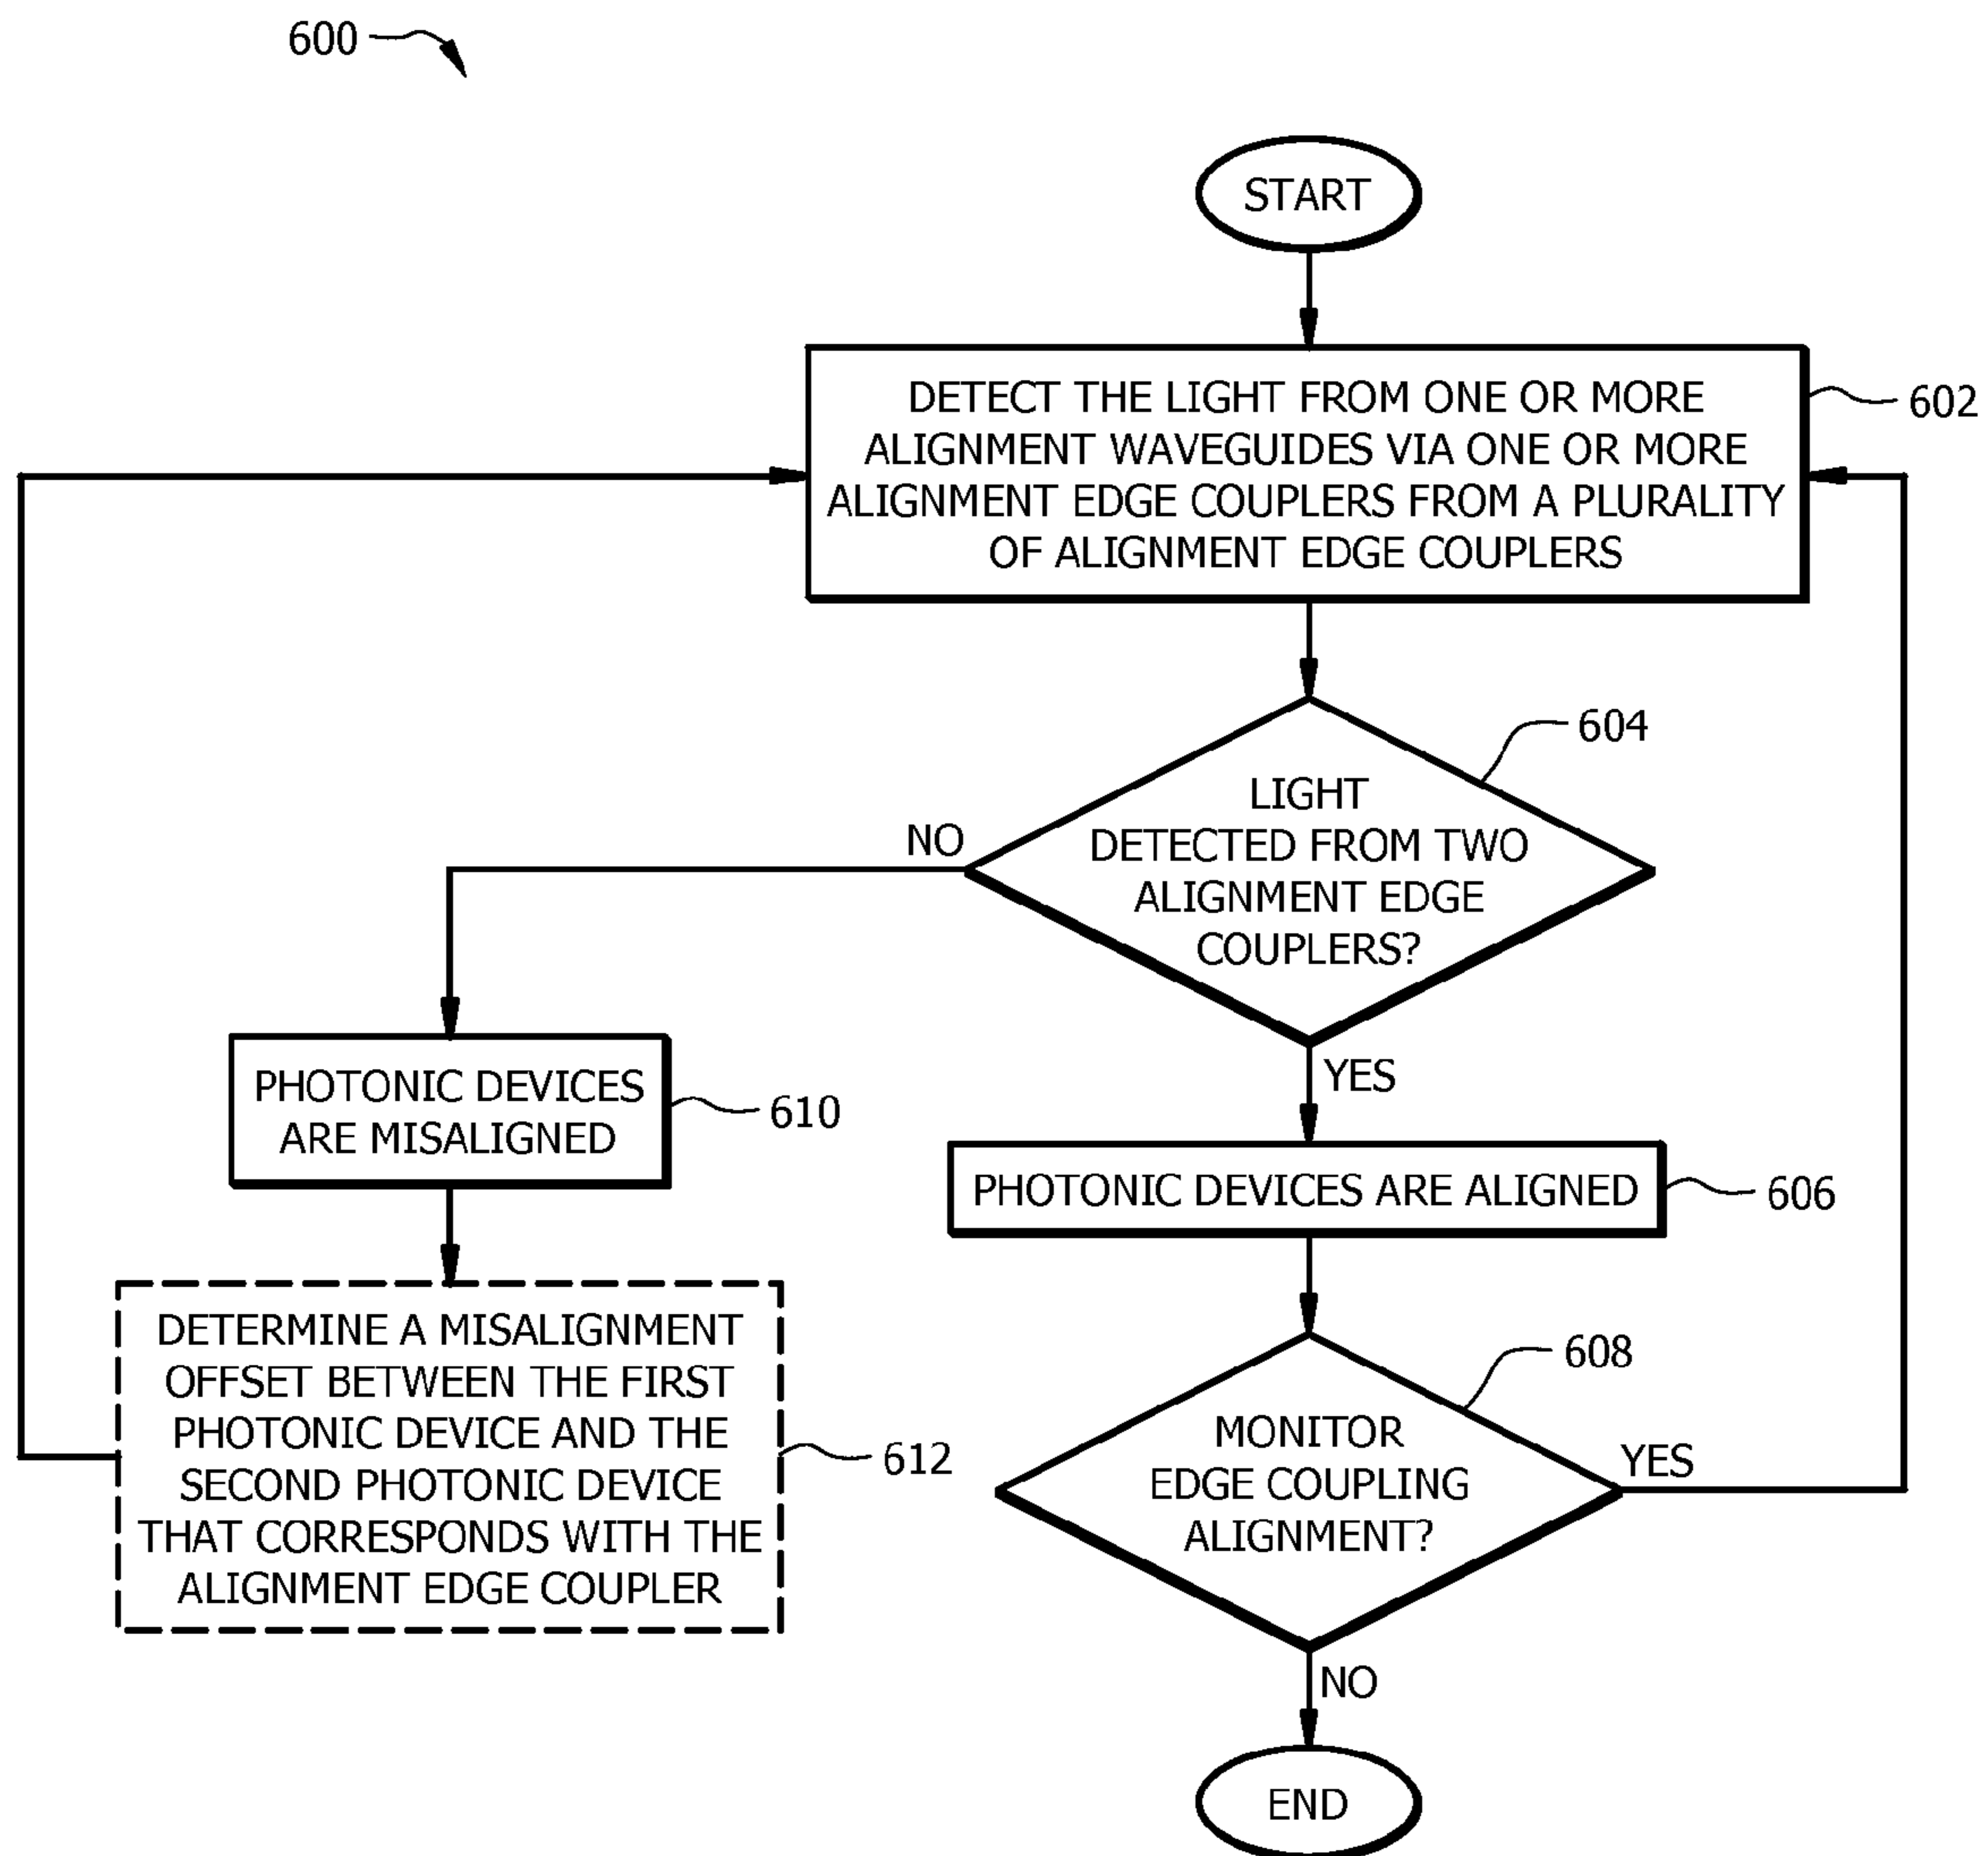 600
START
DETECT THE LIGHT FROM ONE OR MORE
ALIGNMENT WAVEGUIDES VIA ONE OR MORE
ALIGNMENT EDGE COUPLERS FROM A PLURALITY
OF ALIGNMENT EDGE COUPLERS
602
604
LIGHT
DETECTED FROM TWO
ALIGNMENT EDGE
COUPLERS?
NO
YES
PHOTONIC DEVICES
ARE MISALIGNED
610
PHOTONIC DEVICES ARE ALIGNED
606
DETERMINE A MISALIGNMENT
OFFSET BETWEEN THE FIRST
PHOTONIC DEVICE AND THE
SECOND PHOTONIC DEVICE
THAT CORRESPONDS WITH THE
ALIGNMENT EDGE COUPLER
612
608
MONITOR
EDGE COUPLING
ALIGNMENT?
YES
NO
END